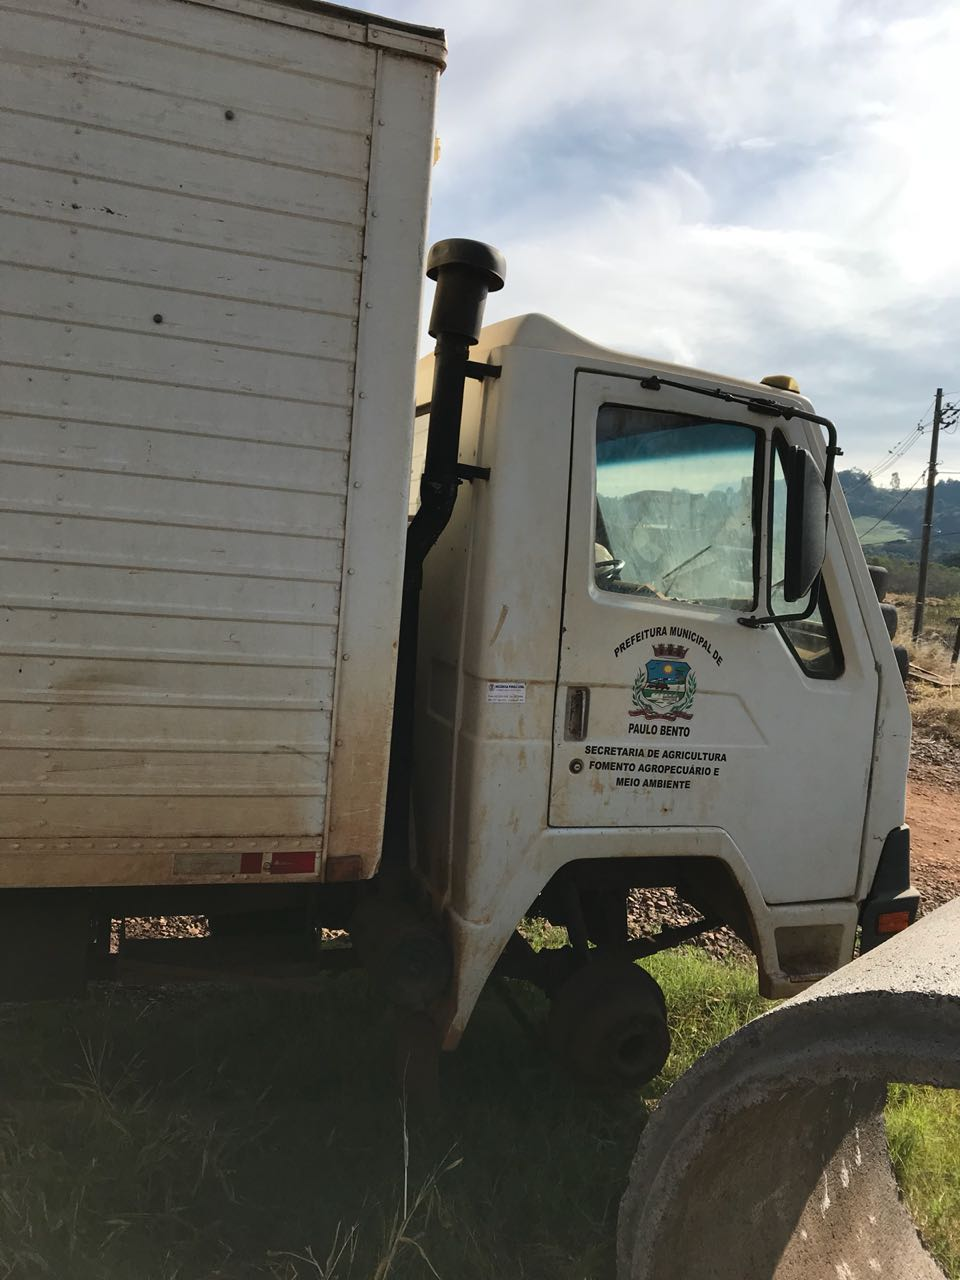 PREFEITURA MUNICIPAL DE
PAULO BENTO
SECRETARIA DE AGRICULTURA
FOMENTO AGROPECUÁRIO E
MEIO AMBIENTE